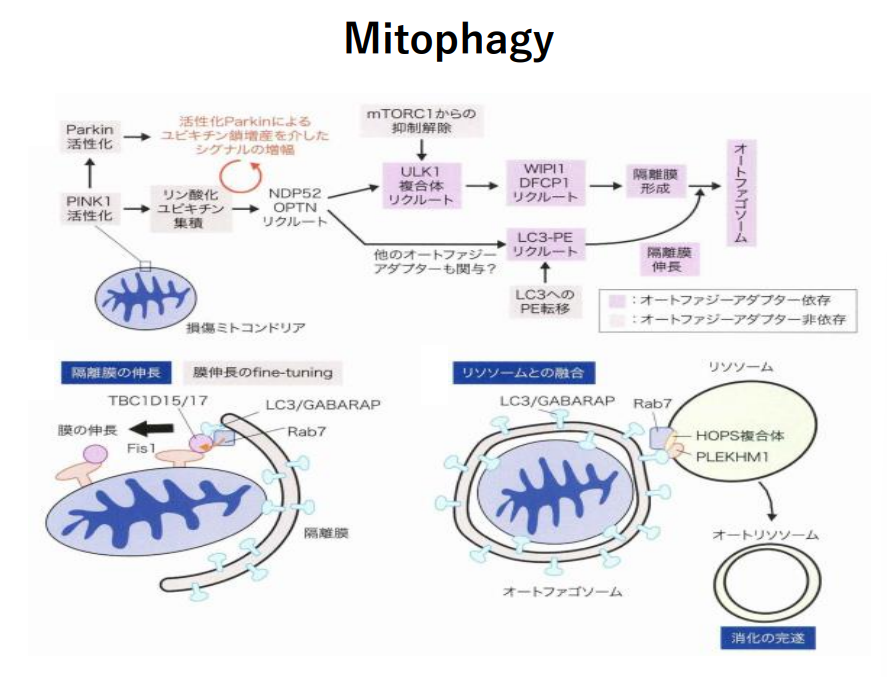 Mitophagy
Parkin
活性化
活性化Parkinによる
ユビキチン鎖増産を介した
シグナルの増幅
mTORC1からの
抑制解除
PINK1
活性化
リン酸化
ユビキチン
集積
NDP52
OPTN
リクルート
ULK1
複合体
リクルート
WIPI1
DFCP1
リクルート
隔離膜
形成
オートファゴソーム
他のオートファジー
アダプターも関与?
LC3-PE
リクルート
隔離膜
伸長
LC3への
PE転移
損傷ミトコンドリア
:オートファジーアダプター依存
:オートファジーアダプター非依存
隔離膜の伸長
膜伸長のfine-tuning
TBC1D15/17
LC3/GABARAP
膜の伸長
Fis1
Rab7
隔離膜
リソソームとの融合
リソソーム
LC3/GABARAP
Rab7
HOPS複合体
PLEKHM1
オートファゴソーム
オートリソソーム
消化の完遂